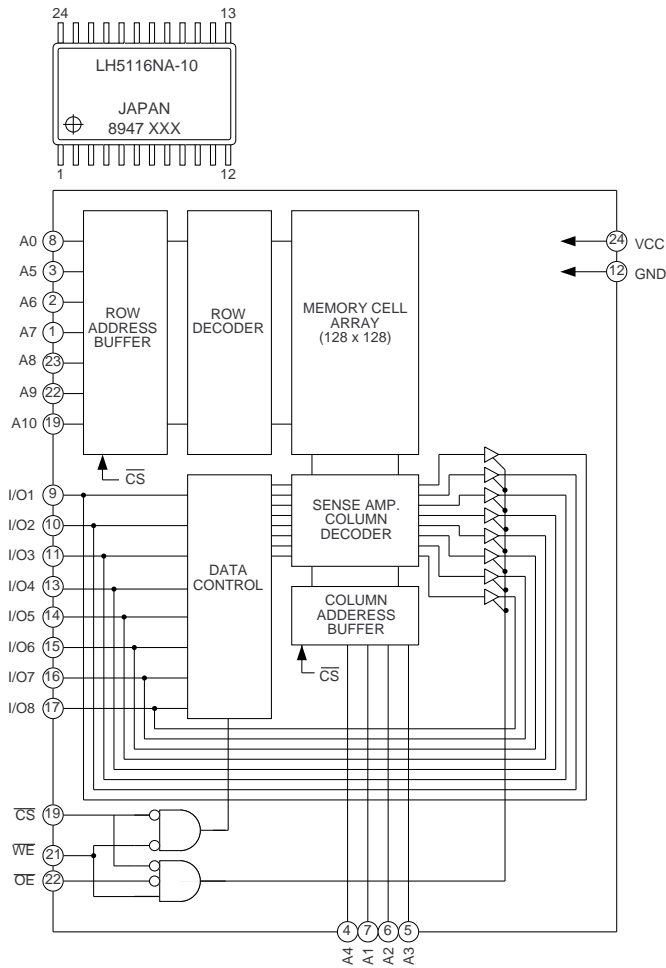 24 13
LH5116NA-10
JAPAN
8947 XXX
1 12
A0 8
A5 3
A6 2
A7 1
A8 23
A9 22
A10 19
ROW
ADDRESS
BUFFER
ROW
DECODER
MEMORY CELL
ARRAY
(128 x 128)
24 VCC
12 GND
CS
I/O1 9
I/O2 10
I/O3 11
I/O4 13
I/O5 14
I/O6 15
I/O7 16
I/O8 17
DATA
CONTROL
SENSE AMP.
COLUMN
DECODER
COLUMN
ADDERESS
BUFFER
CS
CS 19
WE 21
OE 22
4 7 6 5
A4 A1 A2 A3